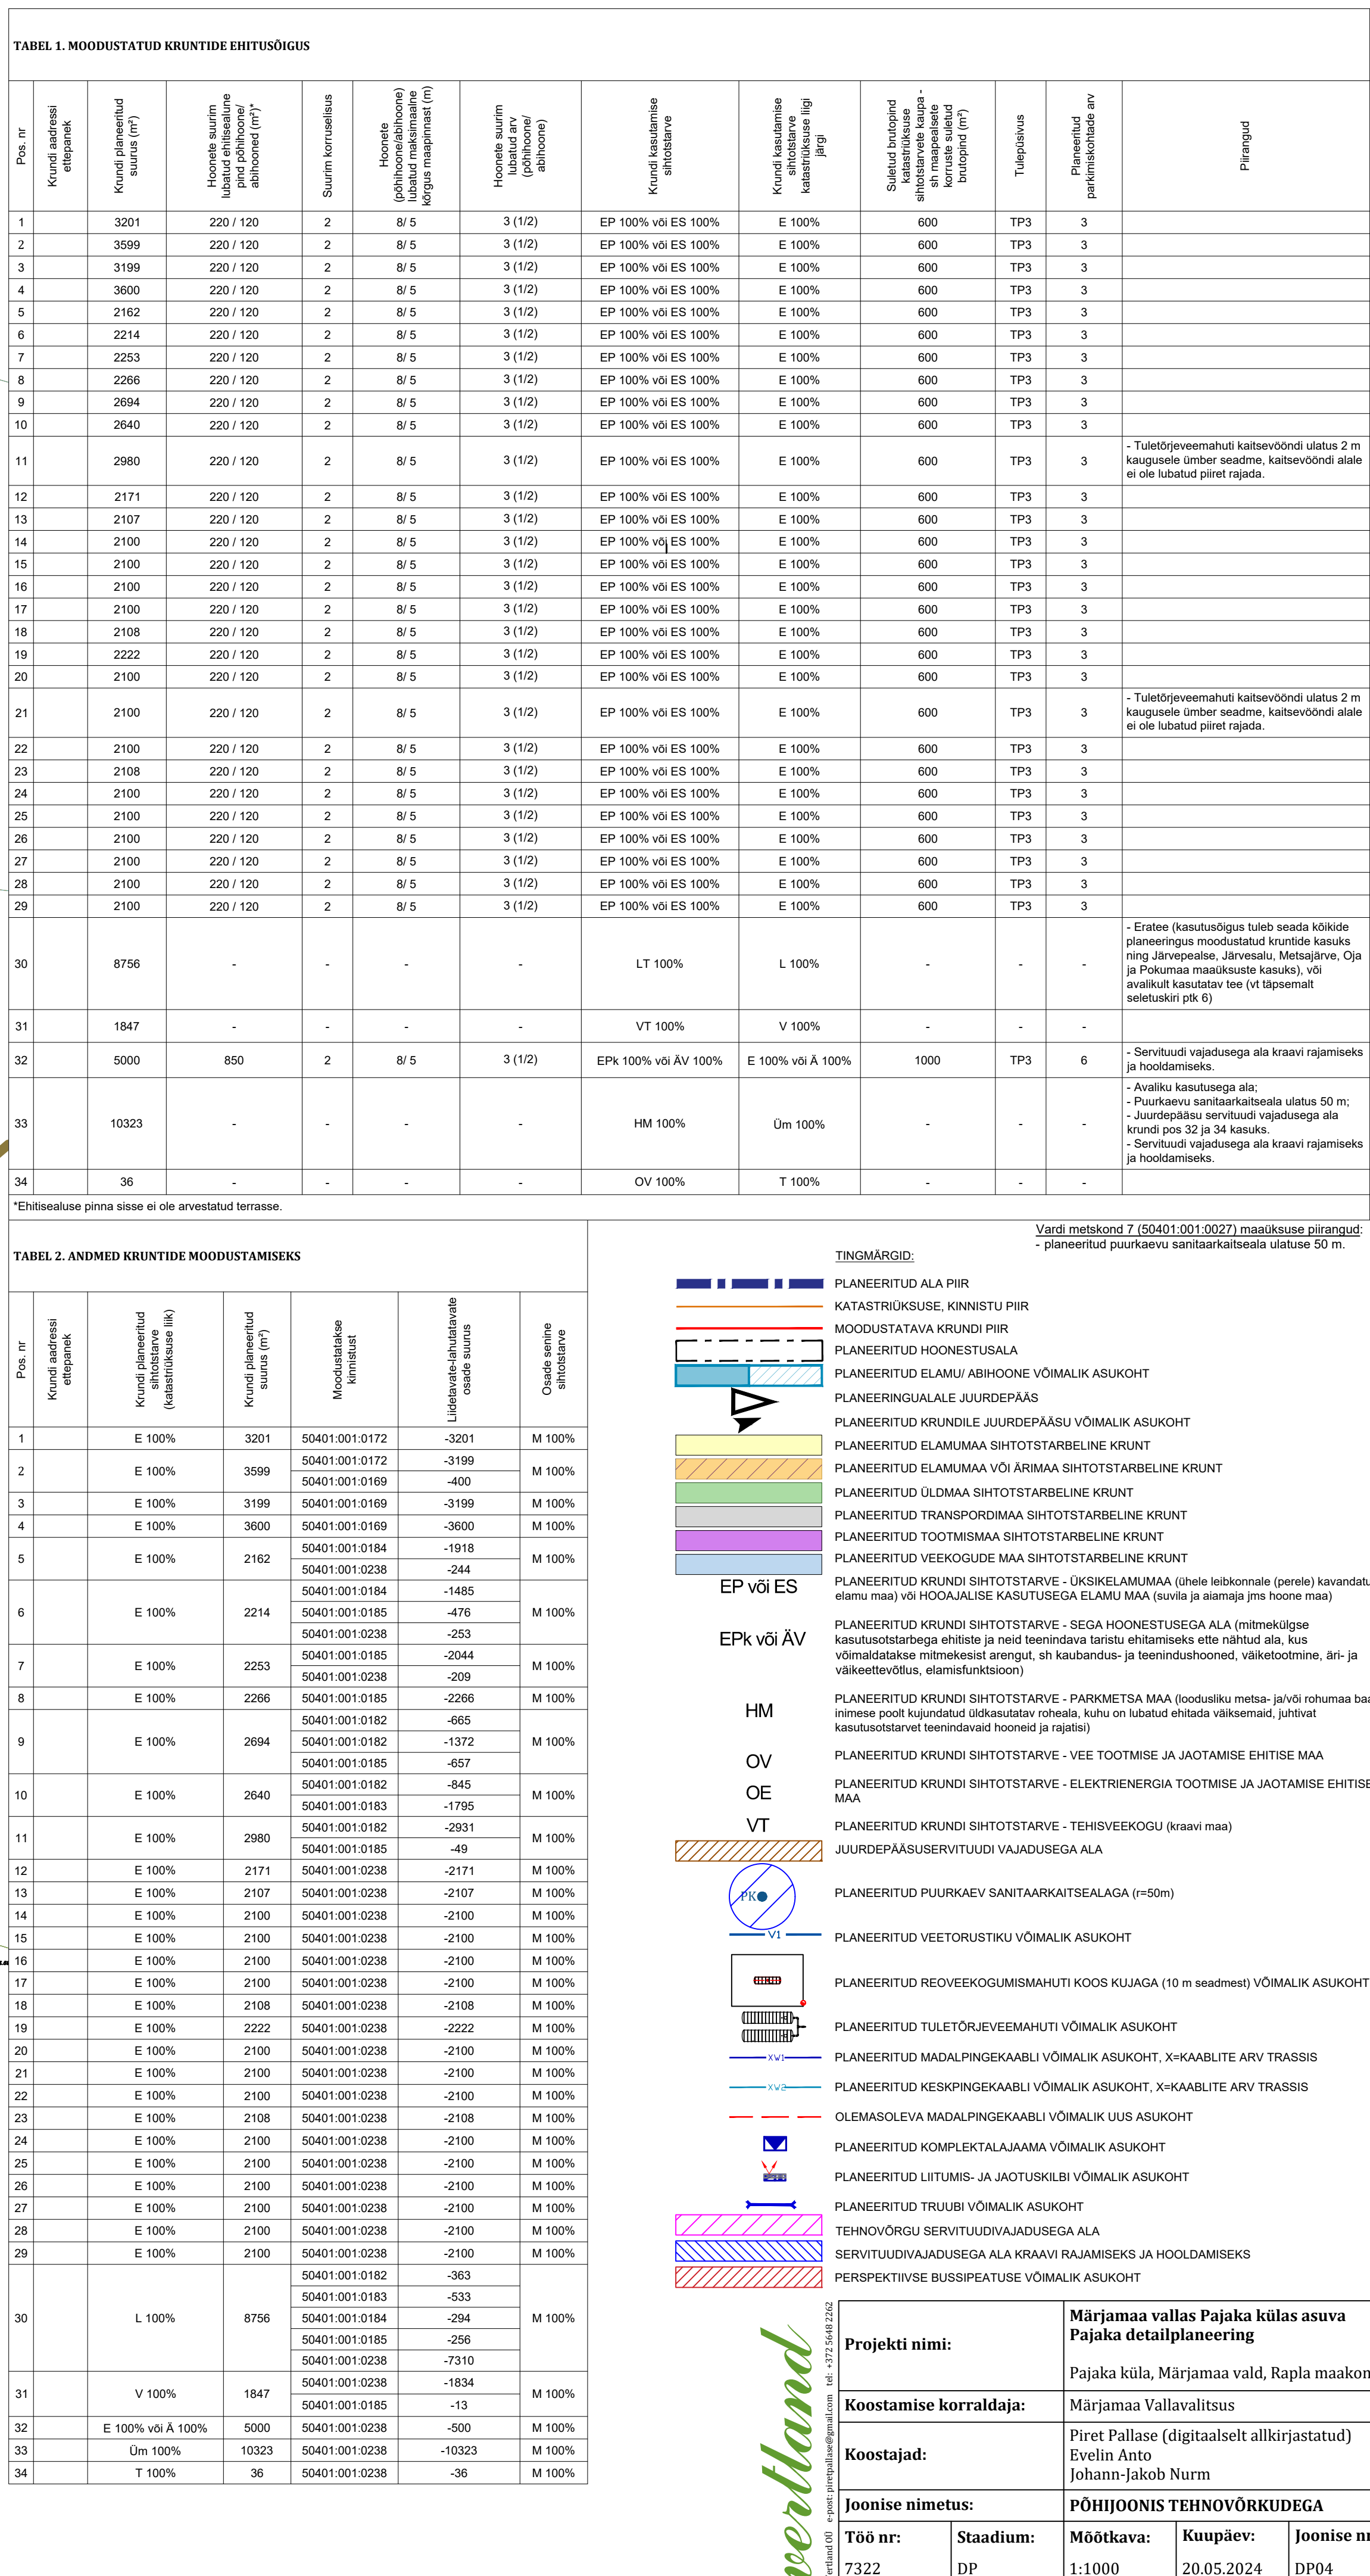 TABEL 1. MOODUSTATUD KRUNTIDE EHITUSÕIGUS
Pos. nr
Krundi aadressi
ettepanek
Krundi planeeritud
suurus (m²)
Hoonete suurim
lubatud ehitisealune
pind põhihoone/
abihooned (m²)*
Suurim korruselisus
Hoonete
(põhihoone/abihoone)
lubatud maksimaalne
kõrgus maapinnast (m)
Hoonete suurim
lubatud arv
(põhihoone/
abihoone)
Krundi kasutamise
sihtotstarve
Krundi kasutamise
sihtotstarve
katastriüksuse liigi
järgi
Suletud brutopind
katastriüksuse
sihtotstarvete kaupa -
sh maapealsete
korruste suletud
brutopind (m²)
Tulepüsivus
Planeeritud
parkimiskohtade arv
Piirangud
1 3201 220 / 120 2 8/ 5 3 (1/2) EP 100% või ES 100% E 100% 600 TP3 3
2 3599 220 / 120 2 8/ 5 3 (1/2) EP 100% või ES 100% E 100% 600 TP3 3
3 3199 220 / 120 2 8/ 5 3 (1/2) EP 100% või ES 100% E 100% 600 TP3 3
4 3600 220 / 120 2 8/ 5 3 (1/2) EP 100% või ES 100% E 100% 600 TP3 3
5 2162 220 / 120 2 8/ 5 3 (1/2) EP 100% või ES 100% E 100% 600 TP3 3
6 2214 220 / 120 2 8/ 5 3 (1/2) EP 100% või ES 100% E 100% 600 TP3 3
7 2253 220 / 120 2 8/ 5 3 (1/2) EP 100% või ES 100% E 100% 600 TP3 3
8 2266 220 / 120 2 8/ 5 3 (1/2) EP 100% või ES 100% E 100% 600 TP3 3
9 2694 220 / 120 2 8/ 5 3 (1/2) EP 100% või ES 100% E 100% 600 TP3 3
10 2640 220 / 120 2 8/ 5 3 (1/2) EP 100% või ES 100% E 100% 600 TP3 3
11 2980 220 / 120 2 8/ 5 3 (1/2) EP 100% või ES 100% E 100% 600 TP3 3
- Tuletõrjeveemahuti kaitsevööndi ulatus 2 m
kaugusele ümber seadme, kaitsevööndi alale
ei ole lubatud piiret rajada.
12 2171 220 / 120 2 8/ 5 3 (1/2) EP 100% või ES 100% E 100% 600 TP3 3
13 2107 220 / 120 2 8/ 5 3 (1/2) EP 100% või ES 100% E 100% 600 TP3 3
14 2100 220 / 120 2 8/ 5 3 (1/2) EP 100% või ES 100% E 100% 600 TP3 3
15 2100 220 / 120 2 8/ 5 3 (1/2) EP 100% või ES 100% E 100% 600 TP3 3
16 2100 220 / 120 2 8/ 5 3 (1/2) EP 100% või ES 100% E 100% 600 TP3 3
17 2100 220 / 120 2 8/ 5 3 (1/2) EP 100% või ES 100% E 100% 600 TP3 3
18 2108 220 / 120 2 8/ 5 3 (1/2) EP 100% või ES 100% E 100% 600 TP3 3
19 2222 220 / 120 2 8/ 5 3 (1/2) EP 100% või ES 100% E 100% 600 TP3 3
20 2100 220 / 120 2 8/ 5 3 (1/2) EP 100% või ES 100% E 100% 600 TP3 3
21 2100 220 / 120 2 8/ 5 3 (1/2) EP 100% või ES 100% E 100% 600 TP3 3
- Tuletõrjeveemahuti kaitsevööndi ulatus 2 m
kaugusele ümber seadme, kaitsevööndi alale
ei ole lubatud piiret rajada.
22 2100 220 / 120 2 8/ 5 3 (1/2) EP 100% või ES 100% E 100% 600 TP3 3
23 2108 220 / 120 2 8/ 5 3 (1/2) EP 100% või ES 100% E 100% 600 TP3 3
24 2100 220 / 120 2 8/ 5 3 (1/2) EP 100% või ES 100% E 100% 600 TP3 3
25 2100 220 / 120 2 8/ 5 3 (1/2) EP 100% või ES 100% E 100% 600 TP3 3
26 2100 220 / 120 2 8/ 5 3 (1/2) EP 100% või ES 100% E 100% 600 TP3 3
27 2100 220 / 120 2 8/ 5 3 (1/2) EP 100% või ES 100% E 100% 600 TP3 3
28 2100 220 / 120 2 8/ 5 3 (1/2) EP 100% või ES 100% E 100% 600 TP3 3
29 2100 220 / 120 2 8/ 5 3 (1/2) EP 100% või ES 100% E 100% 600 TP3 3
30 8756 - - - - LT 100% L 100% - - -
- Eratee (kasutusõigus tuleb seada kõikide
planeeringus moodustatud kruntide kasuks
ning Järvepealse, Järvesalu, Metsajärve, Oja
ja Pokumaa maaüksuste kasuks), või
avalikult kasutatav tee (vt täpsemalt
seletuskiri ptk 6)
31 1847 - - - - VT 100% V 100% - - -
32 5000 850 2 8/ 5 3 (1/2) EPk 100% või ÄV 100% E 100% või Ä 100% 1000 TP3 6
- Servituudi vajadusega ala kraavi rajamiseks
ja hooldamiseks.
33 10323 - - - - HM 100% Üm 100% - - -
- Avaliku kasutusega ala;
- Puurkaevu sanitaarkaitseala ulatus 50 m;
- Juurdepääsu servituudi vajadusega ala
krundi pos 32 ja 34 kasuks.
- Servituudi vajadusega ala kraavi rajamiseks
ja hooldamiseks.
34 36 - - - - OV 100% T 100% - - -
*Ehitisealuse pinna sisse ei ole arvestatud terrasse.
TABEL 2. ANDMED KRUNTIDE MOODUSTAMISEKS
Pos. nr
Krundi aadressi
ettepanek
Krundi planeeritud
sihtotstarve
(katastriüksuse liik)
Krundi planeeritud
suurus (m²)
Moodustatakse
kinnistust
Liidetavate-lahutatavate
osade suurus
Osade senine
sihtotstarve
1 E 100% 3201 50401:001:0172 -3201 M 100%
2 E 100% 3599 50401:001:0172 -3199 M 100%
50401:001:0169 -400
3 E 100% 3199 50401:001:0169 -3199 M 100%
4 E 100% 3600 50401:001:0169 -3600 M 100%
5 E 100% 2162 50401:001:0184 -1918 M 100%
50401:001:0238 -244
6 E 100% 2214 50401:001:0184 -1485 M 100%
50401:001:0185 -476
50401:001:0238 -253
7 E 100% 2253 50401:001:0185 -2044 M 100%
50401:001:0238 -209
8 E 100% 2266 50401:001:0185 -2266 M 100%
9 E 100% 2694 50401:001:0182 -665 M 100%
50401:001:0182 -1372
50401:001:0185 -657
10 E 100% 2640 50401:001:0182 -845 M 100%
50401:001:0183 -1795
11 E 100% 2980 50401:001:0182 -2931 M 100%
50401:001:0185 -49
12 E 100% 2171 50401:001:0238 -2171 M 100%
13 E 100% 2107 50401:001:0238 -2107 M 100%
14 E 100% 2100 50401:001:0238 -2100 M 100%
15 E 100% 2100 50401:001:0238 -2100 M 100%
16 E 100% 2100 50401:001:0238 -2100 M 100%
17 E 100% 2100 50401:001:0238 -2100 M 100%
18 E 100% 2108 50401:001:0238 -2108 M 100%
19 E 100% 2222 50401:001:0238 -2222 M 100%
20 E 100% 2100 50401:001:0238 -2100 M 100%
21 E 100% 2100 50401:001:0238 -2100 M 100%
22 E 100% 2100 50401:001:0238 -2100 M 100%
23 E 100% 2108 50401:001:0238 -2108 M 100%
24 E 100% 2100 50401:001:0238 -2100 M 100%
25 E 100% 2100 50401:001:0238 -2100 M 100%
26 E 100% 2100 50401:001:0238 -2100 M 100%
27 E 100% 2100 50401:001:0238 -2100 M 100%
28 E 100% 2100 50401:001:0238 -2100 M 100%
29 E 100% 2100 50401:001:0238 -2100 M 100%
30 L 100% 8756 50401:001:0182 -363 M 100%
50401:001:0183 -533
50401:001:0184 -294
50401:001:0185 -256
50401:001:0238 -7310
31 V 100% 1847 50401:001:0238 -1834 M 100%
50401:001:0185 -13
32 E 100% või Ä 100% 5000 50401:001:0238 -500 M 100%
33 Üm 100% 10323 50401:001:0238 -10323 M 100%
34 T 100% 36 50401:001:0238 -36 M 100%
Vardi metskond 7 (50401:001:0027) maaüksuse piirangud:
- planeeritud puurkaevu sanitaarkaitseala ulatuse 50 m.
TINGMÄRGID:
PLANEERITUD ALA PIIR
KATASTRIÜKSUSE, KINNISTU PIIR
MOODUSTATAVA KRUNDI PIIR
PLANEERITUD HOONESTUSALA
PLANEERITUD ELAMU/ ABIHOONE VÕIMALIK ASUKOHT
PLANEERINGUALALE JUURDEPÄÄS
PLANEERITUD KRUNDILE JUURDEPÄÄSU VÕIMALIK ASUKOHT
PLANEERITUD ELAMUMAA SIHTOTSTARBELINE KRUNT
PLANEERITUD ELAMUMAA VÕI ÄRIMAA SIHTOTSTARBELINE KRUNT
PLANEERITUD ÜLDMAA SIHTOTSTARBELINE KRUNT
PLANEERITUD TRANSPORDIMAA SIHTOTSTARBELINE KRUNT
PLANEERITUD TOOTMISMAA SIHTOTSTARBELINE KRUNT
PLANEERITUD VEEKOGUDE MAA SIHTOTSTARBELINE KRUNT
EP või ES PLANEERITUD KRUNDI SIHTOTSTARVE - ÜKSIKELAMUMAA (ühele leibkonnale (perele) kavandatu
elamu maa) või HOOAJALISE KASUTUSEGA ELAMU MAA (suvila ja aiamaja jms hoone maa)
EPk või ÄV PLANEERITUD KRUNDI SIHTOTSTARVE - SEGA HOONESTUSEGA ALA (mitmekülgse
kasutusotstarbega ehitiste ja neid teenindava taristu ehitamiseks ette nähtud ala, kus
võimaldatakse mitmekesist arengut, sh kaubandus- ja teenindushooned, väiketootmine, äri- ja
väikeettevõtlus, elamisfunktsioon)
HM PLANEERITUD KRUNDI SIHTOTSTARVE - PARKMETSA MAA (loodusliku metsa- ja/või rohumaa baa
inimese poolt kujundatud üldkasutatav roheala, kuhu on lubatud ehitada väiksemaid, juhtivat
kasutusotstarvet teenindavaid hooneid ja rajatisi)
OV PLANEERITUD KRUNDI SIHTOTSTARVE - VEE TOOTMISE JA JAOTAMISE EHITISE MAA
OE PLANEERITUD KRUNDI SIHTOTSTARVE - ELEKTRIENERGIA TOOTMISE JA JAOTAMISE EHITISE
MAA
VT PLANEERITUD KRUNDI SIHTOTSTARVE - TEHISVEEKOGU (kraavi maa)
JUURDEPÄÄSUSERVITUUDI VAJADUSEGA ALA
PK PLANEERITUD PUURKAEV SANITAARKAITSEALAGA (r=50m)
V1 PLANEERITUD VEETORUSTIKU VÕIMALIK ASUKOHT
PLANEERITUD REOVEEKOGUMISMAHUTI KOOS KUJAGA (10 m seadmest) VÕIMALIK ASUKOHT
PLANEERITUD TULETÕRJEVEEMAHUTI VÕIMALIK ASUKOHT
XW1 PLANEERITUD MADALPINGEKAABLI VÕIMALIK ASUKOHT, X=KAABLITE ARV TRASSIS
XW2 PLANEERITUD KESKPINGEKAABLI VÕIMALIK ASUKOHT, X=KAABLITE ARV TRASSIS
OLEMASOLEVA MADALPINGEKAABLI VÕIMALIK UUS ASUKOHT
PLANEERITUD KOMPLEKTALAJAAMA VÕIMALIK ASUKOHT
PLANEERITUD LIITUMIS- JA JAOTUSKILBI VÕIMALIK ASUKOHT
PLANEERITUD TRUUBI VÕIMALIK ASUKOHT
TEHNOVÕRGU SERVITUUDIVAJADUSEGA ALA
SERVITUUDIVAJADUSEGA ALA KRAAVI RAJAMISEKS JA HOOLDAMISEKS
PERSPEKTIIVSE BUSSIPEATUSE VÕIMALIK ASUKOHT
vertland
ertland OÜ e-post: piretpallase@gmail.com tel: +372 5648 2262
Projekti nimi: Märjamaa vallas Pajaka külas asuva
Pajaka detailplaneering
Pajaka küla, Märjamaa vald, Rapla maakon
Koostamise korraldaja: Märjamaa Vallavalitsus
Koostajad: Piret Pallase (digitaalselt allkirjastatud)
Evelin Anto
Johann-Jakob Nurm
Joonise nimetus: PÕHIJOONIS TEHNOVÕRKUDEGA
Töö nr: Staadium: Mõõtkava: Kuupäev: Joonise nr
7322 DP 1:1000 20.05.2024 DP04